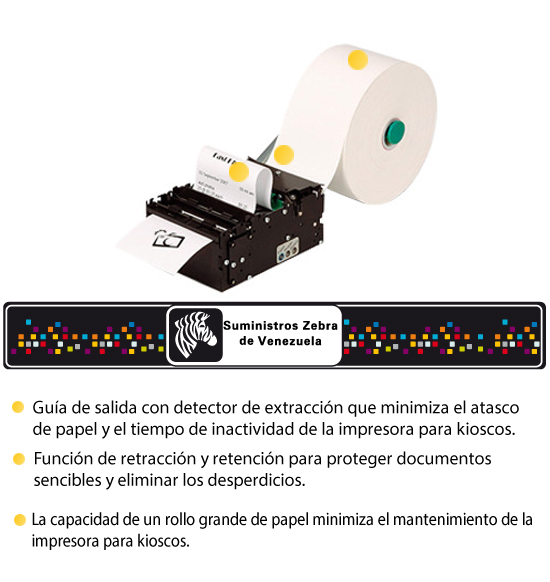 Suministros Zebra
de Venezuela
Guía de salida con detector de extracción que minimiza el atasco
de papel y el tiempo de inactividad de la impresora para kioscos.
Función de retracción y retención para proteger documentos
sencibles y eliminar los desperdicios.
La capacidad de un rollo grande de papel minimiza el mantenimiento de la
impresora para kioscos.